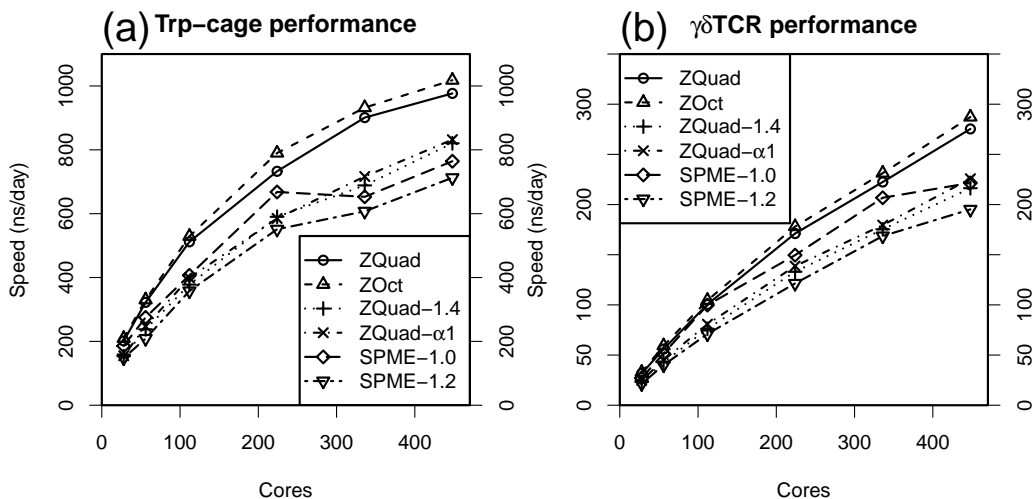 (a) Trp−cage performance
Speed (ns/day)
0 200 400 600 800 1000
0 200 400 600 800 1000
0 100 200 300 400
Cores
ZQuad
ZOct
ZQuad−1.4
ZQuad−α1
SPME−1.0
SPME−1.2
(b) γδTCR performance
Speed (ns/day)
0 100 200 300
0 50 100 200 300
0 100 200 300 400
Cores
ZQuad
ZOct
ZQuad−1.4
ZQuad−α1
SPME−1.0
SPME−1.2